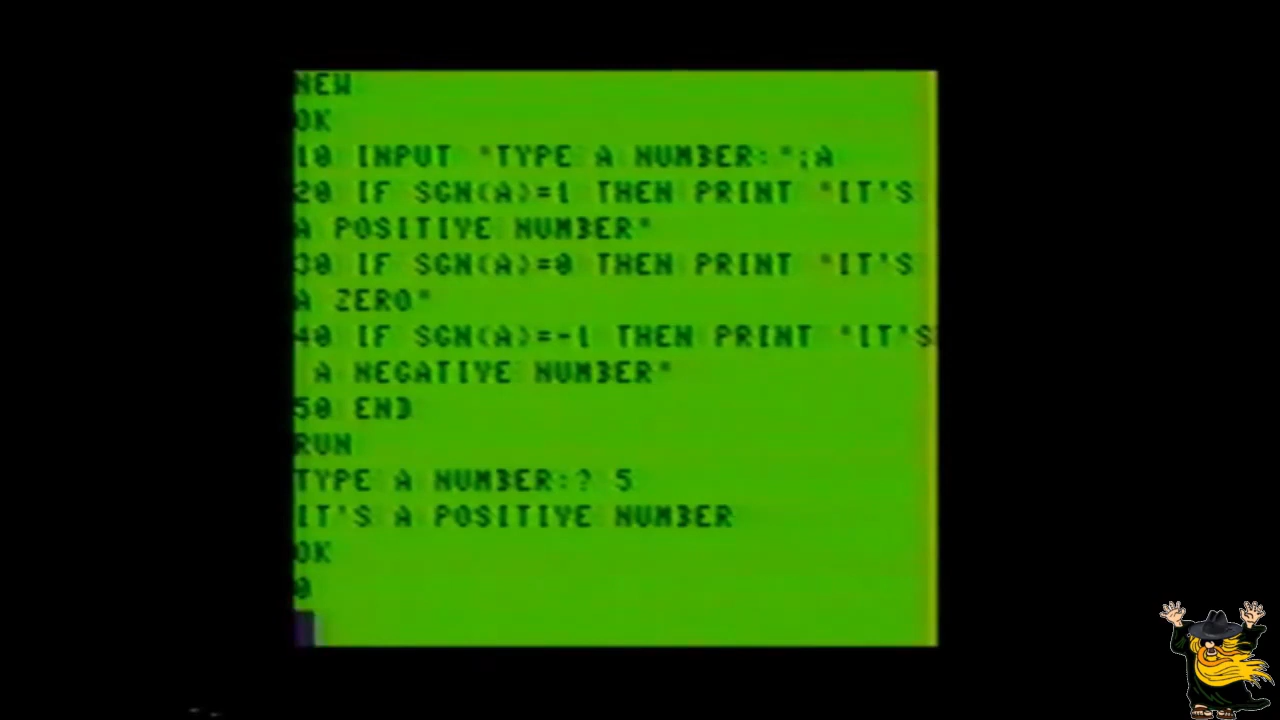 NEW
OK
10 INPUT "TYPE A NUMBER:";A
20 IF SGN(A)=1 THEN PRINT "IT'S
A POSITIVE NUMBER"
30 IF SGN(A)=0 THEN PRINT "IT'S
A ZERO"
40 IF SGN(A)=-1 THEN PRINT "IT'S
 A NEGATIVE NUMBER"
50 END
RUN
TYPE A NUMBER:? 5
IT'S A POSITIVE NUMBER
OK
0